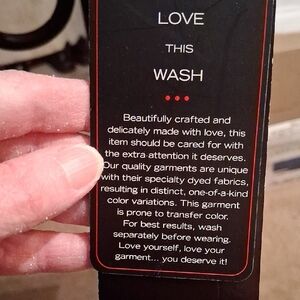 LOVE
THIS
WASH
Beautifully crafted and
delicately made with love, this
item should be cared for with
the extra attention it deserves.
Our quality garments are unique
with their specialty dyed fabrics,
resulting in distinct, one-of-a-kind
color variations. This garment
is prone to transfer color.
For best results, wash
separately before wearing.
Love yourself, love your
garment... you deserve it!